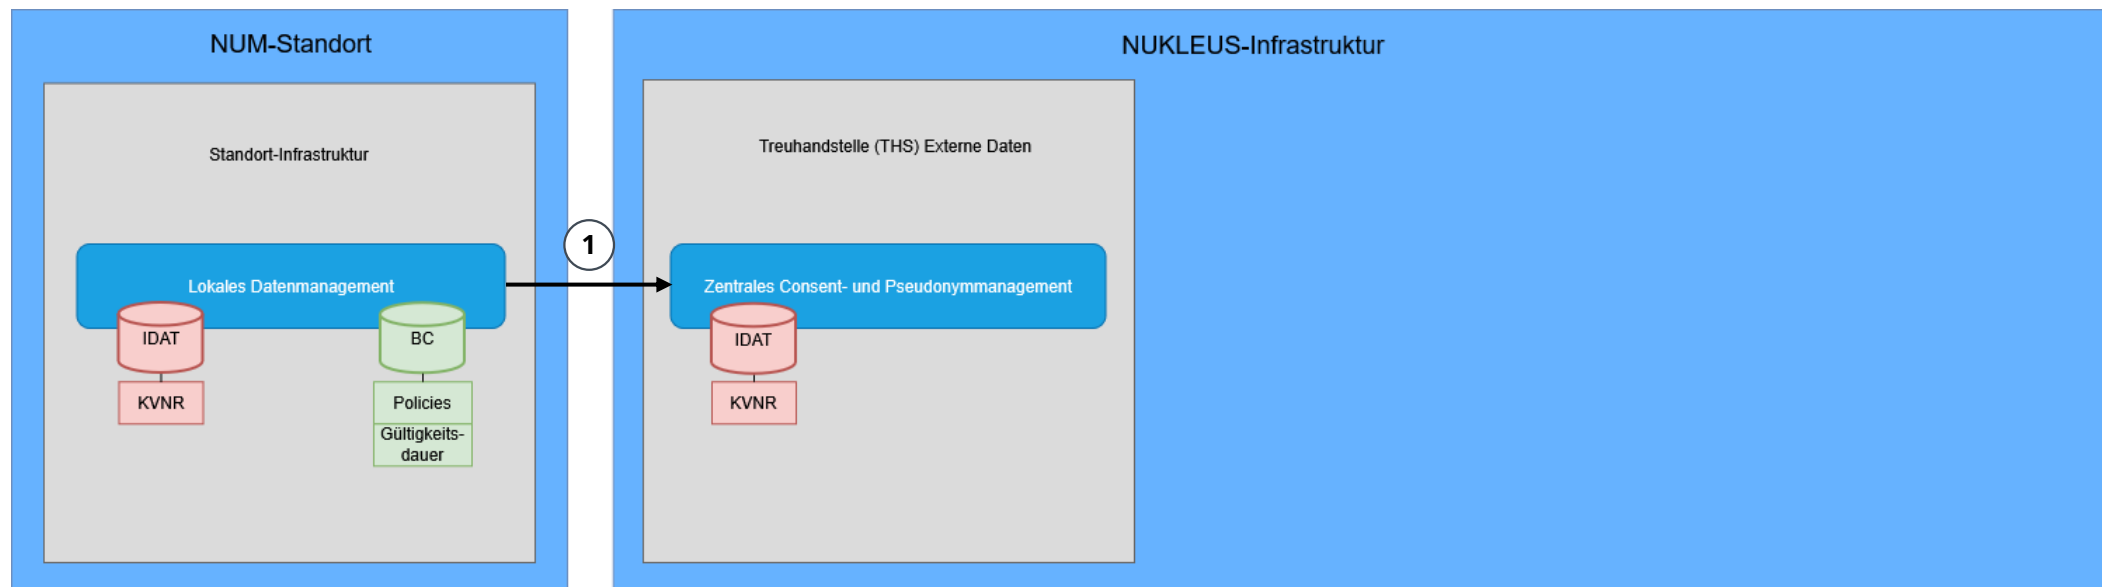 NUM-Standort
Standort-Infrastruktur
Lokales Datenmanagement
IDAT
KVNR
BC
Policies
Gültigkeits-
dauer
1
NUKLEUS-Infrastruktur
Treuhandstelle (THS) Externe Daten
Zentrales Consent- und Pseudonymmanagement
IDAT
KVNR